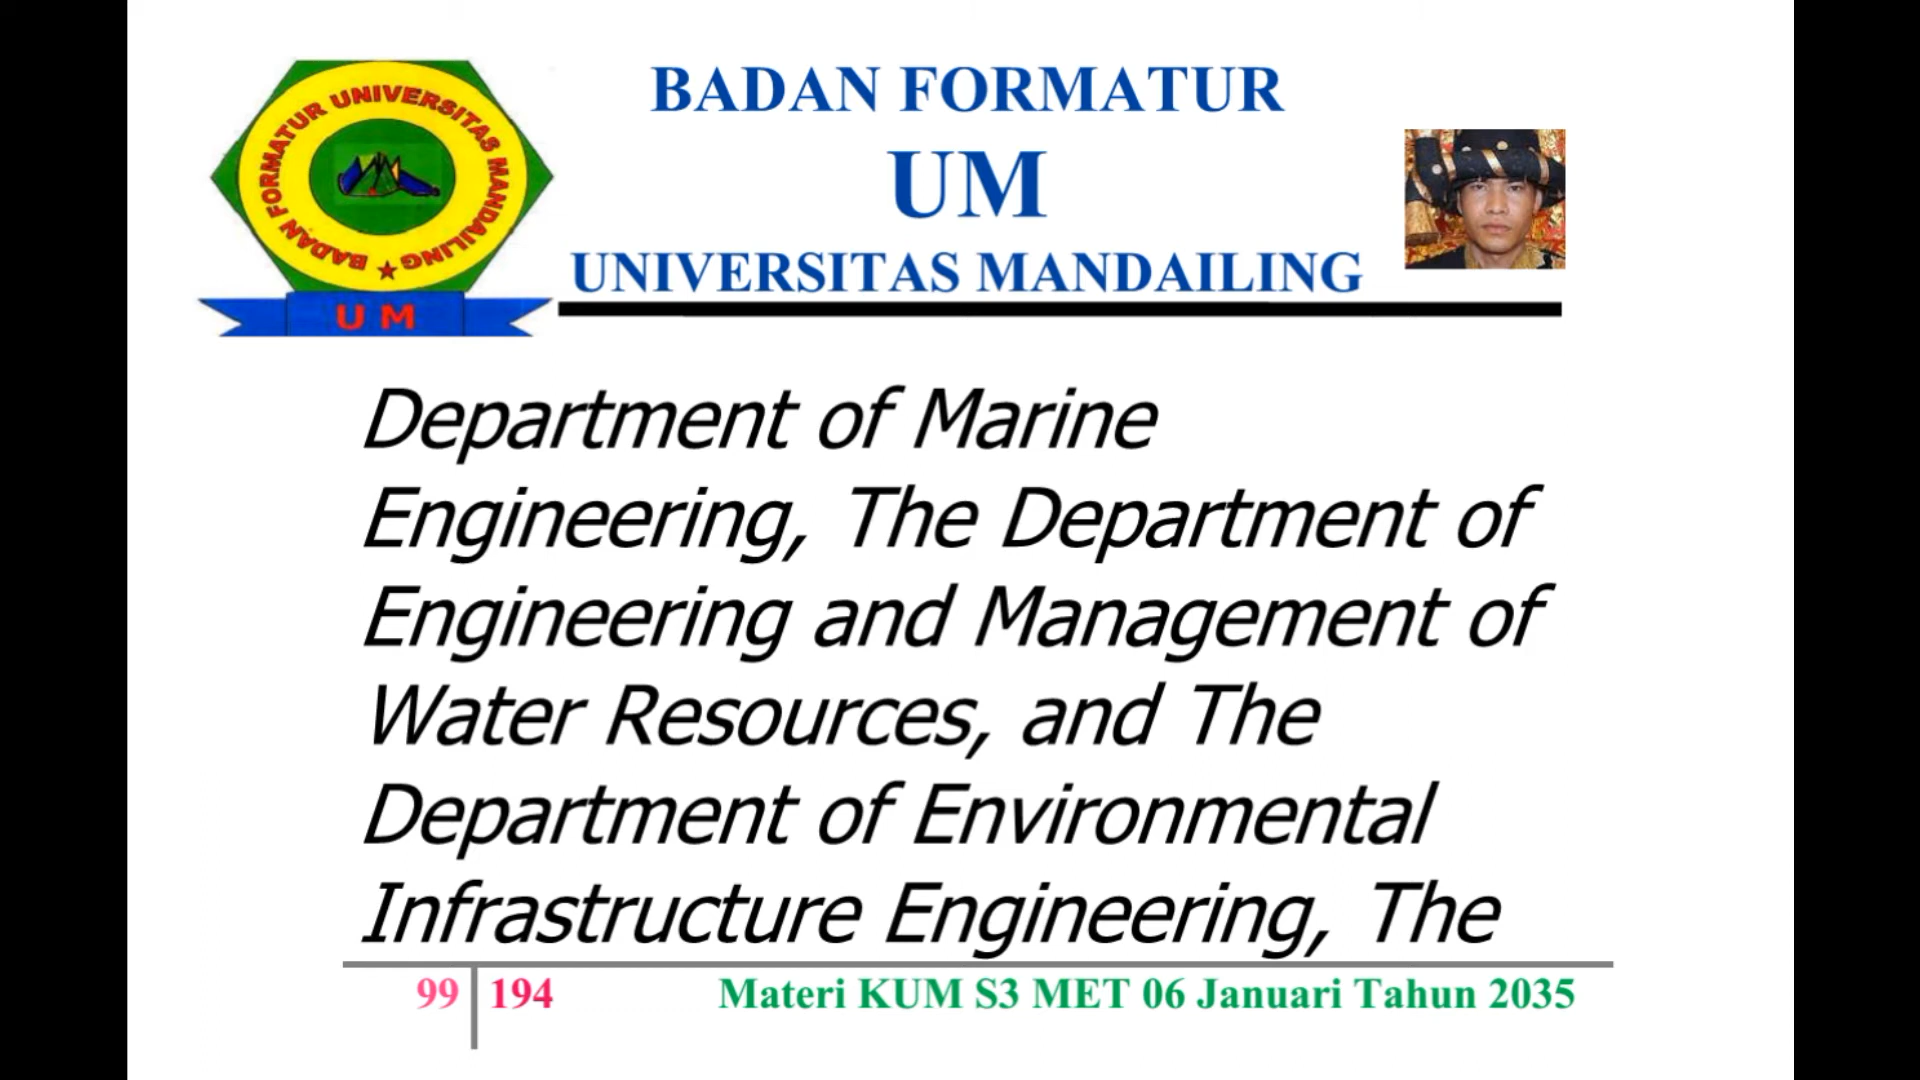 BADAN FORMATUR UNIVERSITAS MANDAILING
U M
BADAN FORMATUR
UM
UNIVERSITAS MANDAILING
Department of Marine
Engineering, The Department of
Engineering and Management of
Water Resources, and The
Department of Environmental
Infrastructure Engineering, The
99 194 Materi KUM S3 MET 06 Januari Tahun 2035